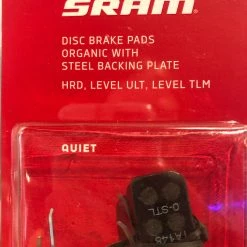 SRAM
DISC BRAKE PADS
ORGANIC WITH
STEEL BACKING PLATE
HRD, LEVEL ULT, LEVEL TLM
QUIET
O-STL